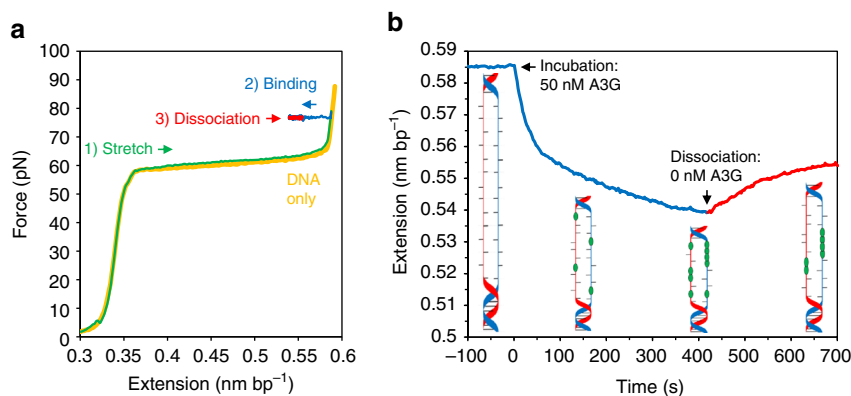 a
100
90
80
70
60
50
40
30
20
10
0
Force (pN)
2) Binding
3) Dissociation
1) Stretch
DNA
only
0.3 0.35 0.4 0.45 0.5 0.55 0.6
Extension (nm bp−1)
b
0.59
0.58
0.57
0.56
0.55
0.54
0.53
0.52
0.51
0.5
Extension (nm bp−1)
Incubation:
50 nM A3G
Dissociation:
0 nM A3G
−100 0 100 200 300 400 500 600 700
Time (s)